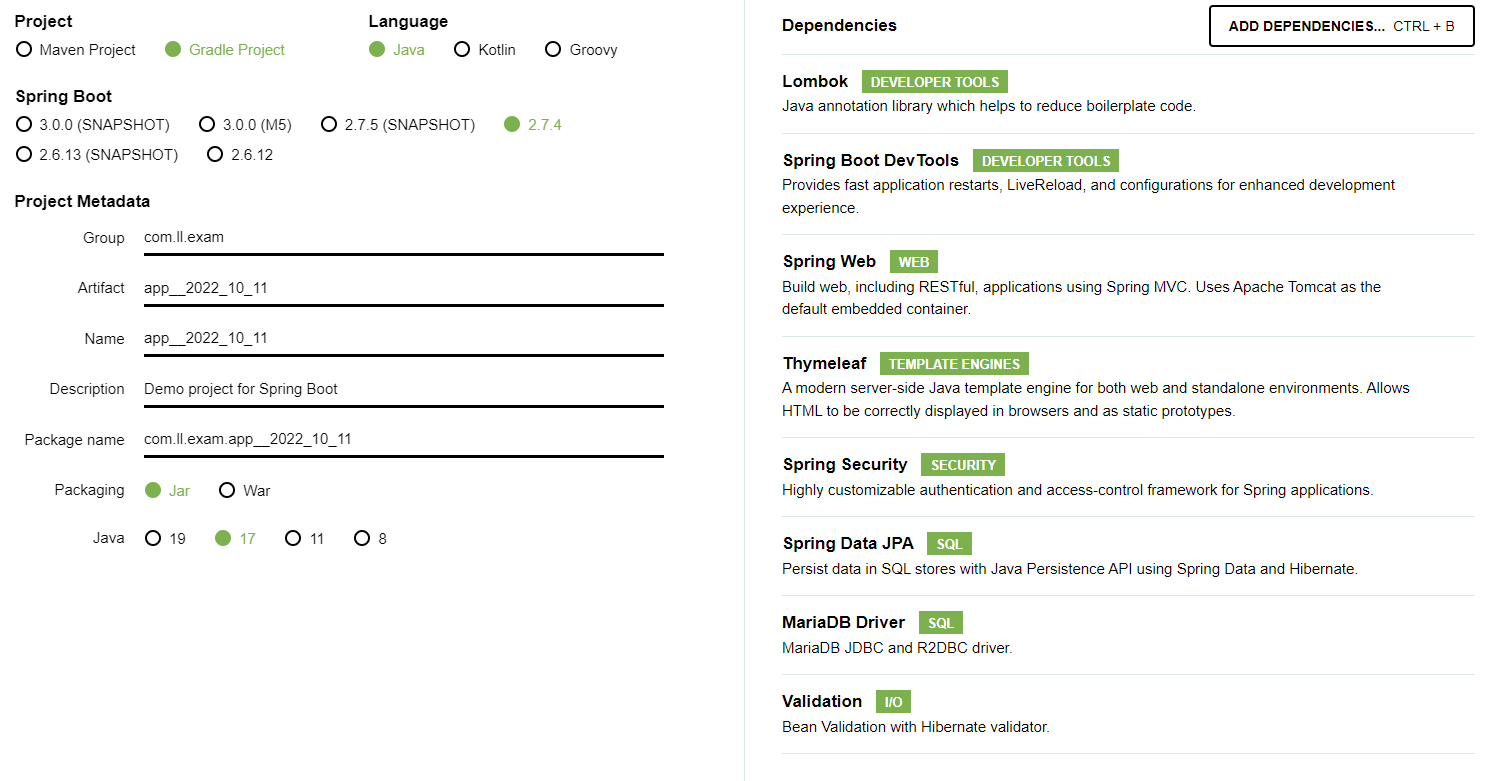 Project
Maven Project Gradle Project
Language
Java Kotlin Groovy
Spring Boot
3.0.0 (SNAPSHOT) 3.0.0 (M5) 2.7.5 (SNAPSHOT) 2.7.4
2.6.13 (SNAPSHOT) 2.6.12
Project Metadata
Group com.ll.exam
Artifact app__2022_10_11
Name app__2022_10_11
Description Demo project for Spring Boot
Package name com.ll.exam.app__2022_10_11
Packaging Jar War
Java 19 17 11 8
Dependencies ADD DEPENDENCIES... CTRL + B
Lombok DEVELOPER TOOLS
Java annotation library which helps to reduce boilerplate code.
Spring Boot DevTools DEVELOPER TOOLS
Provides fast application restarts, LiveReload, and configurations for enhanced development
experience.
Spring Web WEB
Build web, including RESTful, applications using Spring MVC. Uses Apache Tomcat as the
default embedded container.
Thymeleaf TEMPLATE ENGINES
A modern server-side Java template engine for both web and standalone environments. Allows
HTML to be correctly displayed in browsers and as static prototypes.
Spring Security SECURITY
Highly customizable authentication and access-control framework for Spring applications.
Spring Data JPA SQL
Persist data in SQL stores with Java Persistence API using Spring Data and Hibernate.
MariaDB Driver SQL
MariaDB JDBC and R2DBC driver.
Validation I/O
Bean Validation with Hibernate validator.